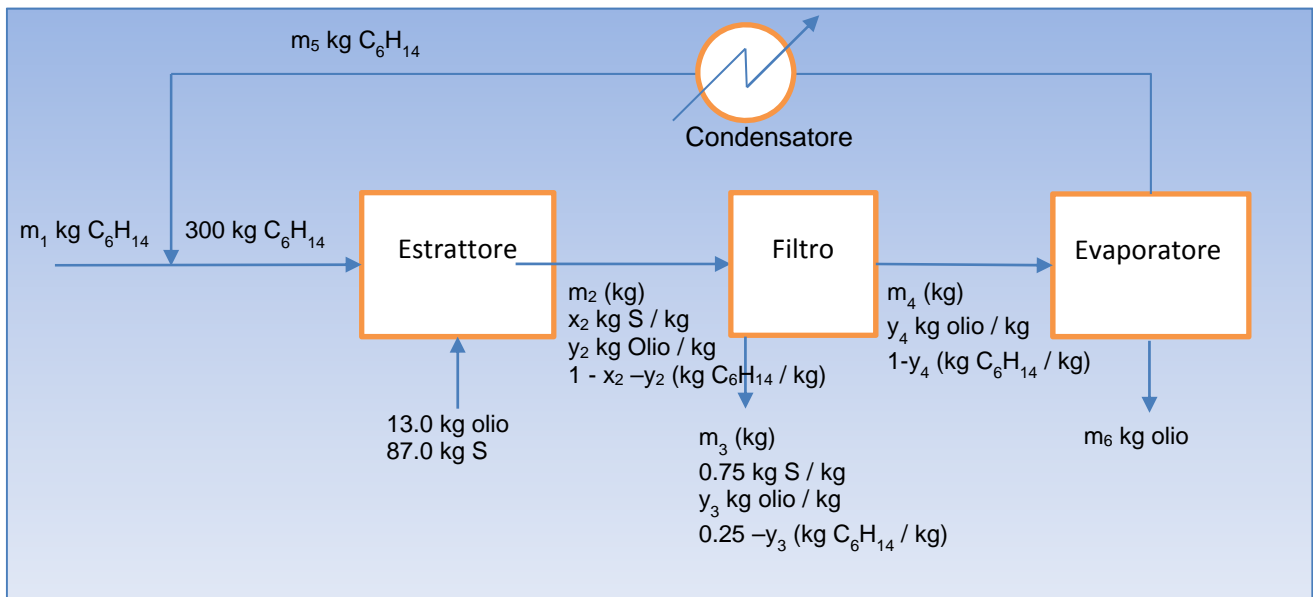 m₅ kg C₆H₁₄
Condensatore
m₁ kg C₆H₁₄
300 kg C₆H₁₄
Estrattore
Filtro
Evaporatore
m₂ (kg)
x₂ kg S / kg
y₂ kg Olio / kg
1 - x₂ –y₂ (kg C₆H₁₄ / kg)
m₄ (kg)
y₄ kg olio / kg
1-y₄ (kg C₆H₁₄ / kg)
13.0 kg olio
87.0 kg S
m₃ (kg)
0.75 kg S / kg
y₃ kg olio / kg
0.25 –y₃ (kg C₆H₁₄ / kg)
m₆ kg olio